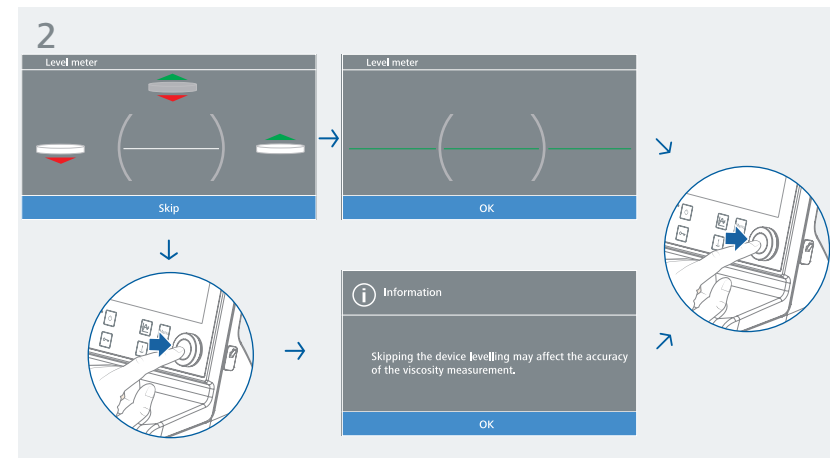 2
Level meter
Skip
Level meter
OK
Information
Skipping the device levelling may affect the accuracy
of the viscosity measurement.
OK